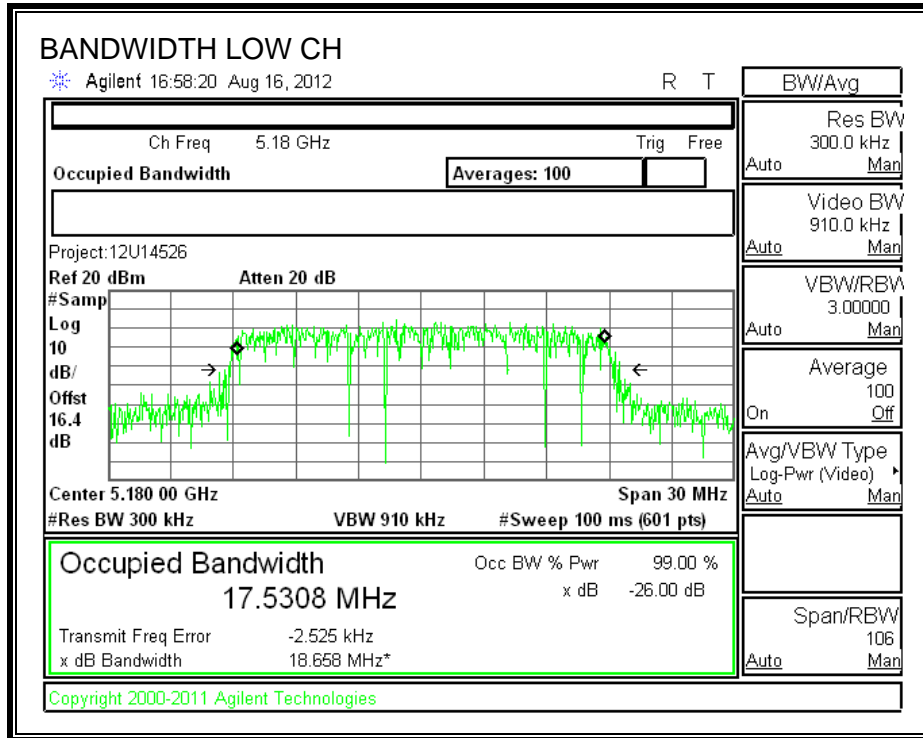 BANDWIDTH LOW CH
Agilent 16:58:20 Aug 16, 2012 R T
Ch Freq 5.18 GHz Trig Free
Occupied Bandwidth Averages: 100
Project:12U14526
Ref 20 dBm Atten 20 dB
#Samp
Log
10
dB/
Offst
16.4
dB
Center 5.180 00 GHz Span 30 MHz
#Res BW 300 kHz VBW 910 kHz #Sweep 100 ms (601 pts)
Occupied Bandwidth Occ BW % Pwr 99.00 %
17.5308 MHz x dB -26.00 dB
Transmit Freq Error -2.525 kHz
x dB Bandwidth 18.658 MHz*
Copyright 2000-2011 Agilent Technologies
BW/Avg
Res BW
300.0 kHz
Auto Man
Video BW
910.0 kHz
Auto Man
VBW/RBW
3.00000
Auto Man
Average
100
On Off
Avg/VBW Type
Log-Pwr (Video)
Auto Man
Span/RBW
106
Auto Man